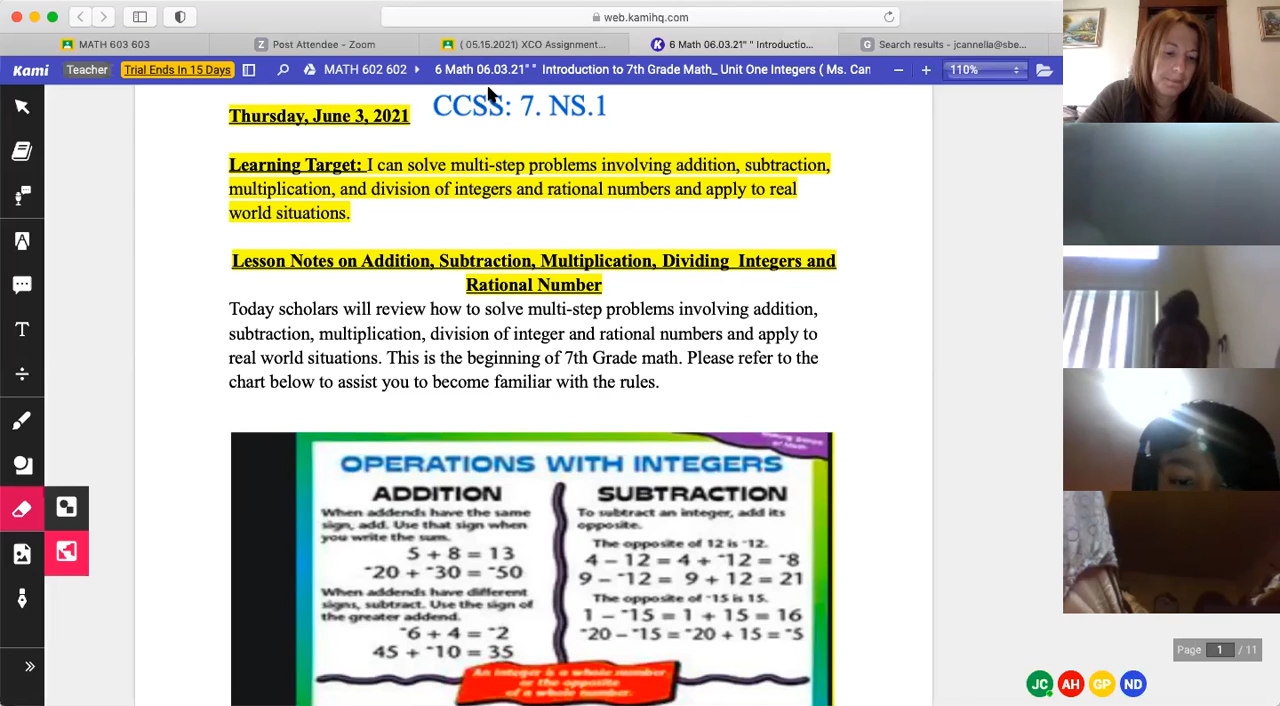 web.kamihq.com
MATH 603 603
Post Attendee - Zoom
( 05.15.2021) XCO Assignment...
6 Math 06.03.21" " Introductio...
Search results - jcannella@sbe...
Kami
Teacher
Trial Ends In 15 Days
MATH 602 602
6 Math 06.03.21" " Introduction to 7th Grade Math_ Unit One Integers ( Ms. Can
110%
Thursday, June 3, 2021
CCSS: 7. NS.1
Learning Target: I can solve multi-step problems involving addition, subtraction,
multiplication, and division of integers and rational numbers and apply to real
world situations.
Lesson Notes on Addition, Subtraction, Multiplication, Dividing Integers and
Rational Number
Today scholars will review how to solve multi-step problems involving addition,
subtraction, multiplication, division of integer and rational numbers and apply to
real world situations. This is the beginning of 7th Grade math. Please refer to the
chart below to assist you to become familiar with the rules.
OPERATIONS WITH INTEGERS
ADDITION
When addends have the same
sign, add. Use that sign when
you write the sum.
5 + 8 = 13
⁻20 + ⁻30 = ⁻50
When addends have different
signs, subtract. Use the sign of
the greater addend.
⁻6 + 4 = ⁻2
45 + ⁻10 = 35
SUBTRACTION
To subtract an integer, add its
opposite.
The opposite of 12 is ⁻12.
4 – 12 = 4 + ⁻12 = ⁻8
9 – ⁻12 = 9 + 12 = 21
The opposite of ⁻15 is 15.
1 – ⁻15 = 1 + 15 = 16
⁻20 – ⁻15 = ⁻20 + 15 = ⁻5
An integer is a whole number
or the opposite
of a whole number.
Page 1 / 11
JC AH GP ND